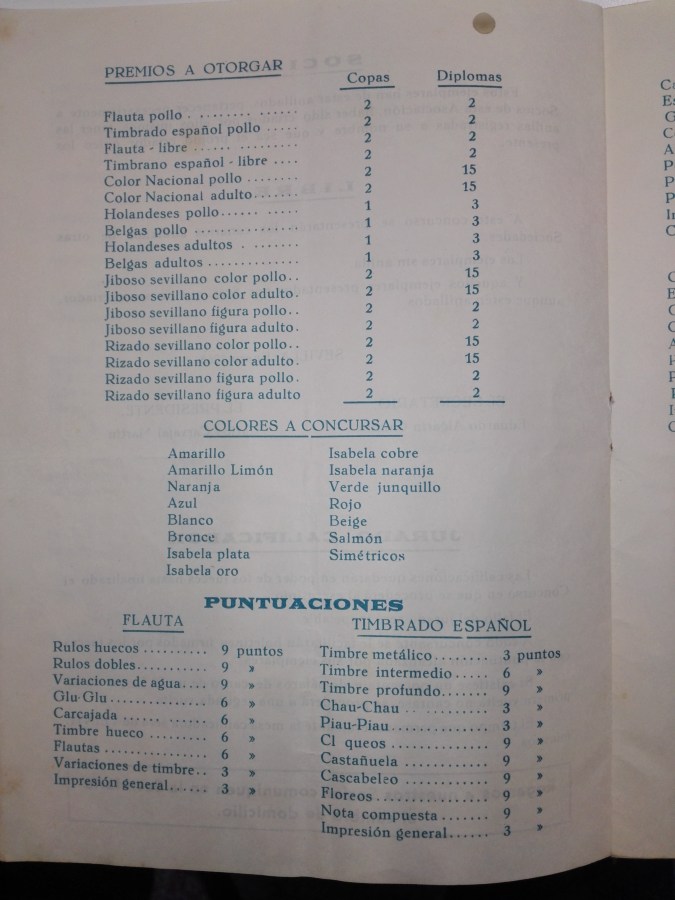 PREMIOS A OTORGAR Copas Diplomas
Flauta pollo . ........ ...... 2 2
Timbrado español pollo ..... 2 2
Flauta - libre ... ...... ........ 2 2
Timbrano español - libre .... 2 2
Color Nacional pollo ........ 2 15
Color Nacional adulto....... 2 15
Holandeses pollo...... ..... 1 3
Belgas pollo ................ 1 3
Holandeses adultos . ....... 1 3
Belgas adultos .............. 1 3
Jiboso sevillano color pollo.. 2 15
Jiboso sevillano color adulto. 2 15
Jiboso sevillano figura pollo.. 2 2
Jiboso sevillano figura adulto. 2 2
Rizado sevillano color pollo.. 2 15
Rizado sevillano color adulto. 2 15
Rizado sevillano figura pollo. 2 2
Rizado sevillano figura adulto 2 2
COLORES A CONCURSAR
Amarillo
Amarillo Limón
Naranja
Azul
Blanco
Bronce
Isabela plata
Isabela oro
Isabela cobre
Isabela naranja
Verde junquillo
Rojo
Beige
Salmón
Simétricos
PUNTUACIONES
FLAUTA
Rulos huecos .......... 9 puntos
Rulos dobles........... 9 »
Variaciones de agua.... 9 »
Glu-Glu ............... 6 »
Carcajada ...... ...... 6 »
Timbre hueco .......... 6 »
Flautas ............... 6 »
Variaciones de timbre.. 3 »
Impresión general...... 3 »
TIMBRADO ESPAÑOL
Timbre metálico........ 3 puntos
Timbre intermedio..... 6 »
Timbre profundo....... 9 »
Chau-Chau ............ 3 »
Piau-Piau.............. 3 »
Cl queos .............. 9 »
Castañuela ............ 9 »
Cascabeleo ............ 9 »
Floreos ................ 9 »
Nota compuesta ....... 9 »
Impresión general...... 3 »